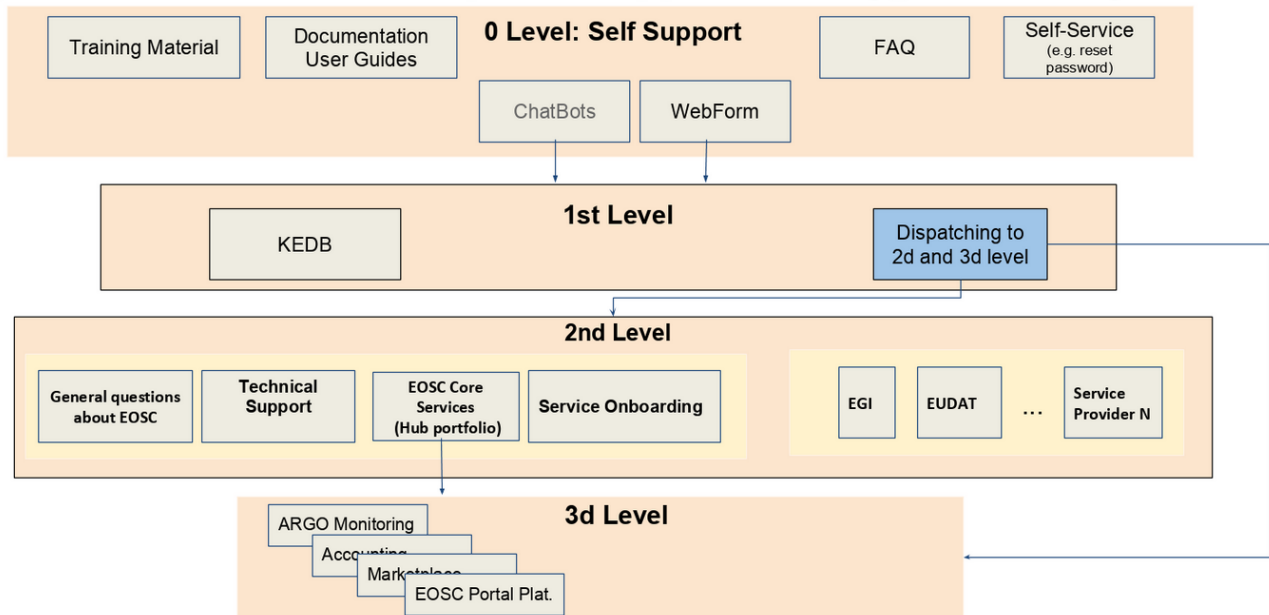 0 Level: Self Support
Training Material
Documentation
User Guides
FAQ
Self-Service
(e.g. reset
password)
ChatBots
WebForm
1st Level
KEDB
Dispatching to
2d and 3d level
2nd Level
General questions
about EOSC
Technical
Support
EOSC Core
Services
(Hub portfolio)
Service Onboarding
EGI
EUDAT
...
Service
Provider N
3d Level
ARGO Monitoring
Accounting
Marketplace
EOSC Portal Plat.